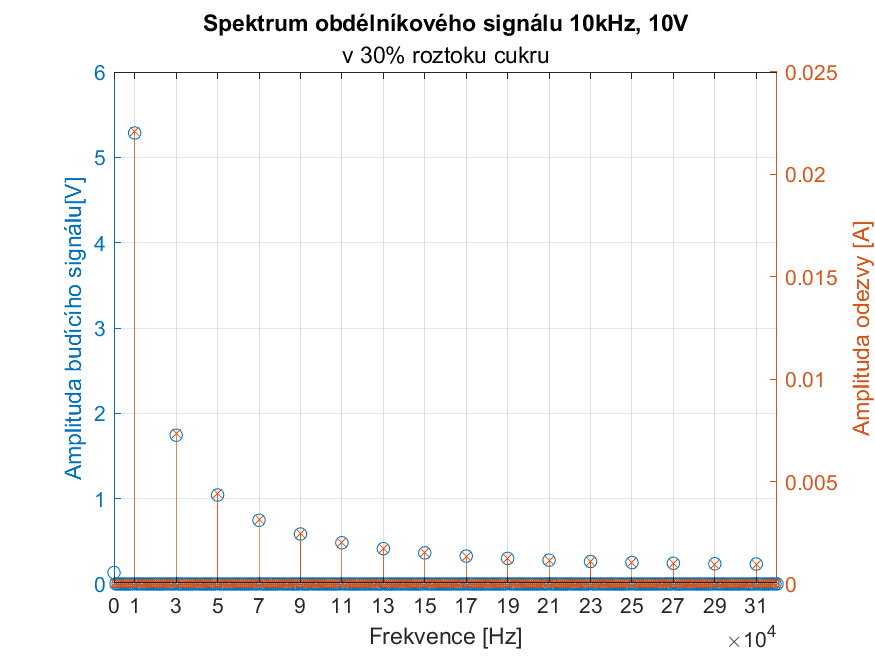 Spektrum obdélníkového signálu 10kHz, 10V
v 30% roztoku cukru
Amplituda budícího signálu[V]
6
5
4
3
2
1
0
0.025
0.02
0.015
0.01
0.005
0
Amplituda odezvy [A]
0 1 3 5 7 9 11 13 15 17 19 21 23 25 27 29 31
Frekvence [Hz]
×10⁴